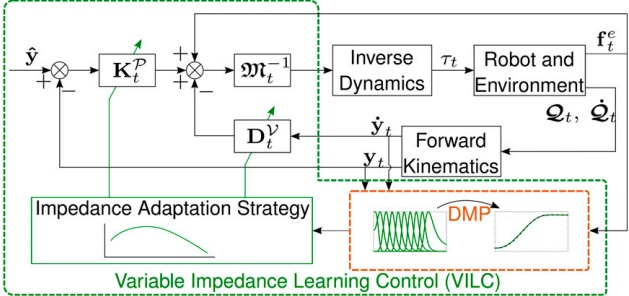 ŷ
+
−
K_t^𝒫
+
+
−
𝔐_t^{-1}
Inverse
Dynamics
τ_t
Robot and
Environment
f_t^e
𝒬_t, 𝒬̇_t
D_t^𝒱
ẏ_t
y_t
Forward
Kinematics
Impedance Adaptation Strategy
DMP
Variable Impedance Learning Control (VILC)